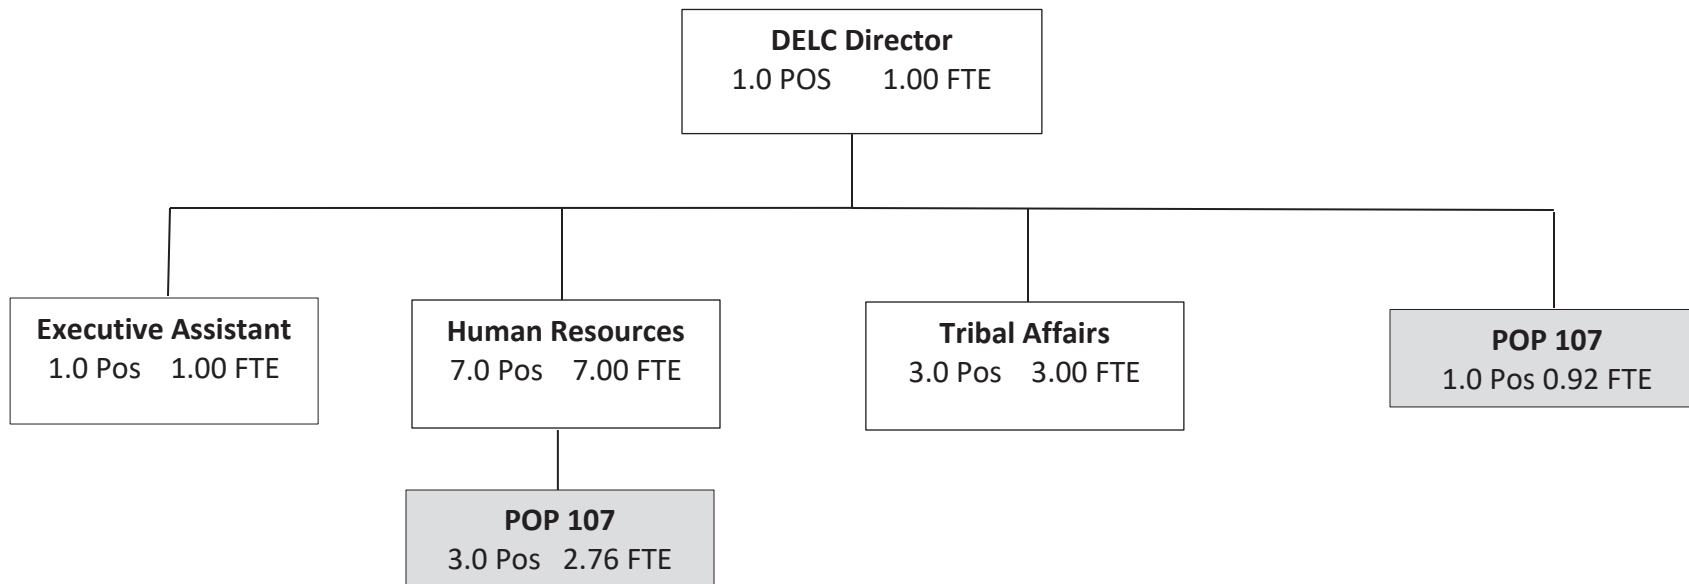 DELC Director
1.0 POS 1.00 FTE
Executive Assistant
1.0 Pos 1.00 FTE
Human Resources
7.0 Pos 7.00 FTE
Tribal Affairs
3.0 Pos 3.00 FTE
POP 107
1.0 Pos 0.92 FTE
POP 107
3.0 Pos 2.76 FTE